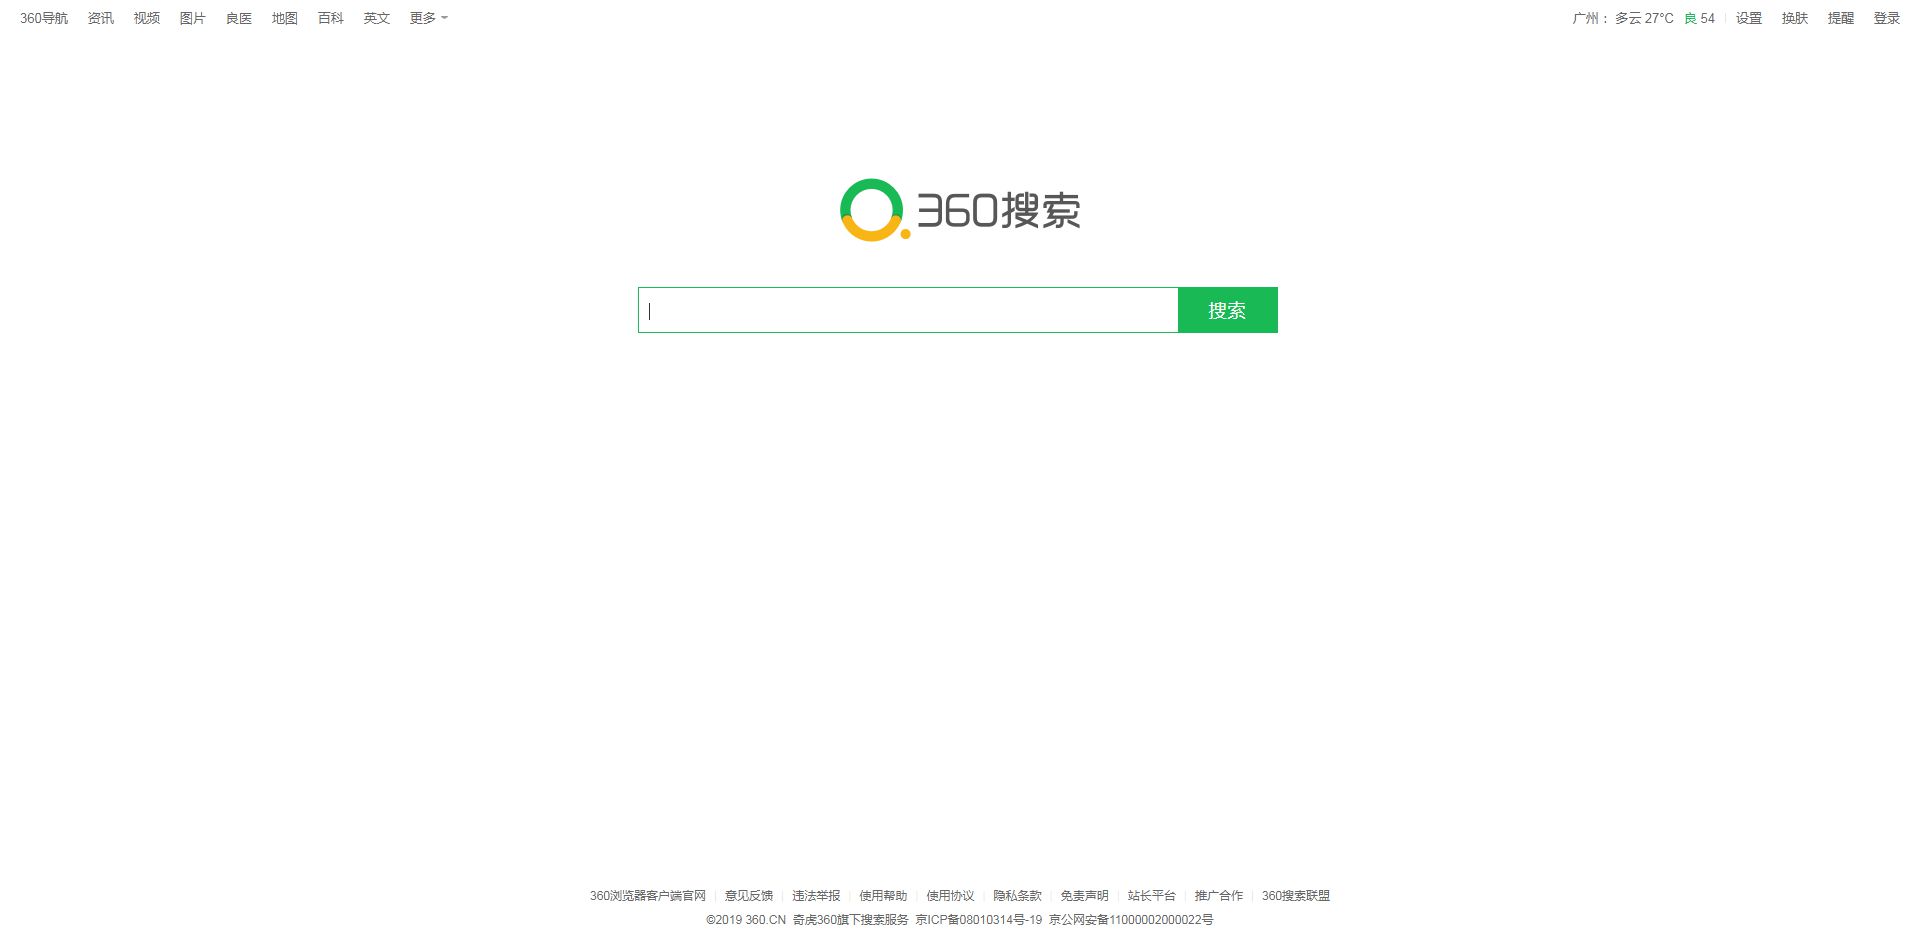 360导航 资讯 视频 图片 良医 地图 百科 英文 更多 广州： 多云 27°C 良 54 设置 换肤 提醒 登录
360搜索
搜索
360浏览器客户端官网 意见反馈 违法举报 使用帮助 使用协议 隐私条款 免责声明 站长平台 推广合作 360搜索联盟
©2019 360.CN 奇虎360旗下搜索服务 京ICP备08010314号-19 京公网安备11000002000022号